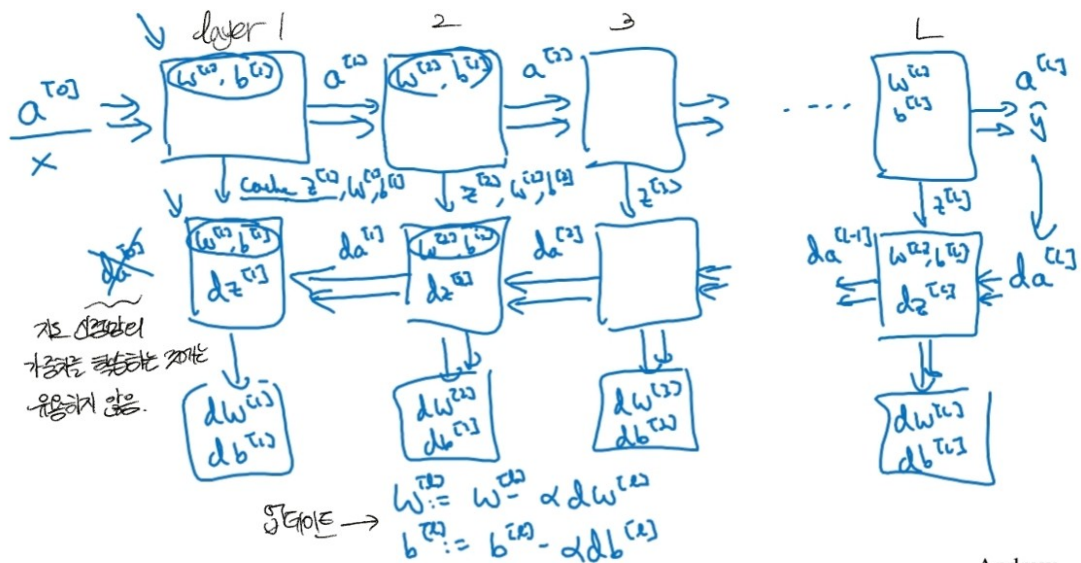 layer 1 2 3 L
w^[1], b^[1] w^[2], b^[2] w^[L]
b^[L]
a^[0] a^[1] a^[2] a^[L]
x ŷ
cache z^[1], w^[1], b^[1] z^[2], w^[2], b^[2] z^[3] z^[L]
da^[0] w^[1], b^[1] da^[1] w^[2], b^[2] da^[2] da^[L-1] w^[L], b^[L] da^[L]
dz^[1] dz^[2] dz^[L]
지도 신경망의
가중치를 학습하는
유용하지 않음.
dw^[1] dw^[2] dw^[3] dw^[L]
db^[1] db^[2] db^[3] db^[L]
업데이트 → w^[l] := w^[l] - αdw^[l]
b^[l] := b^[l] - αdb^[l]